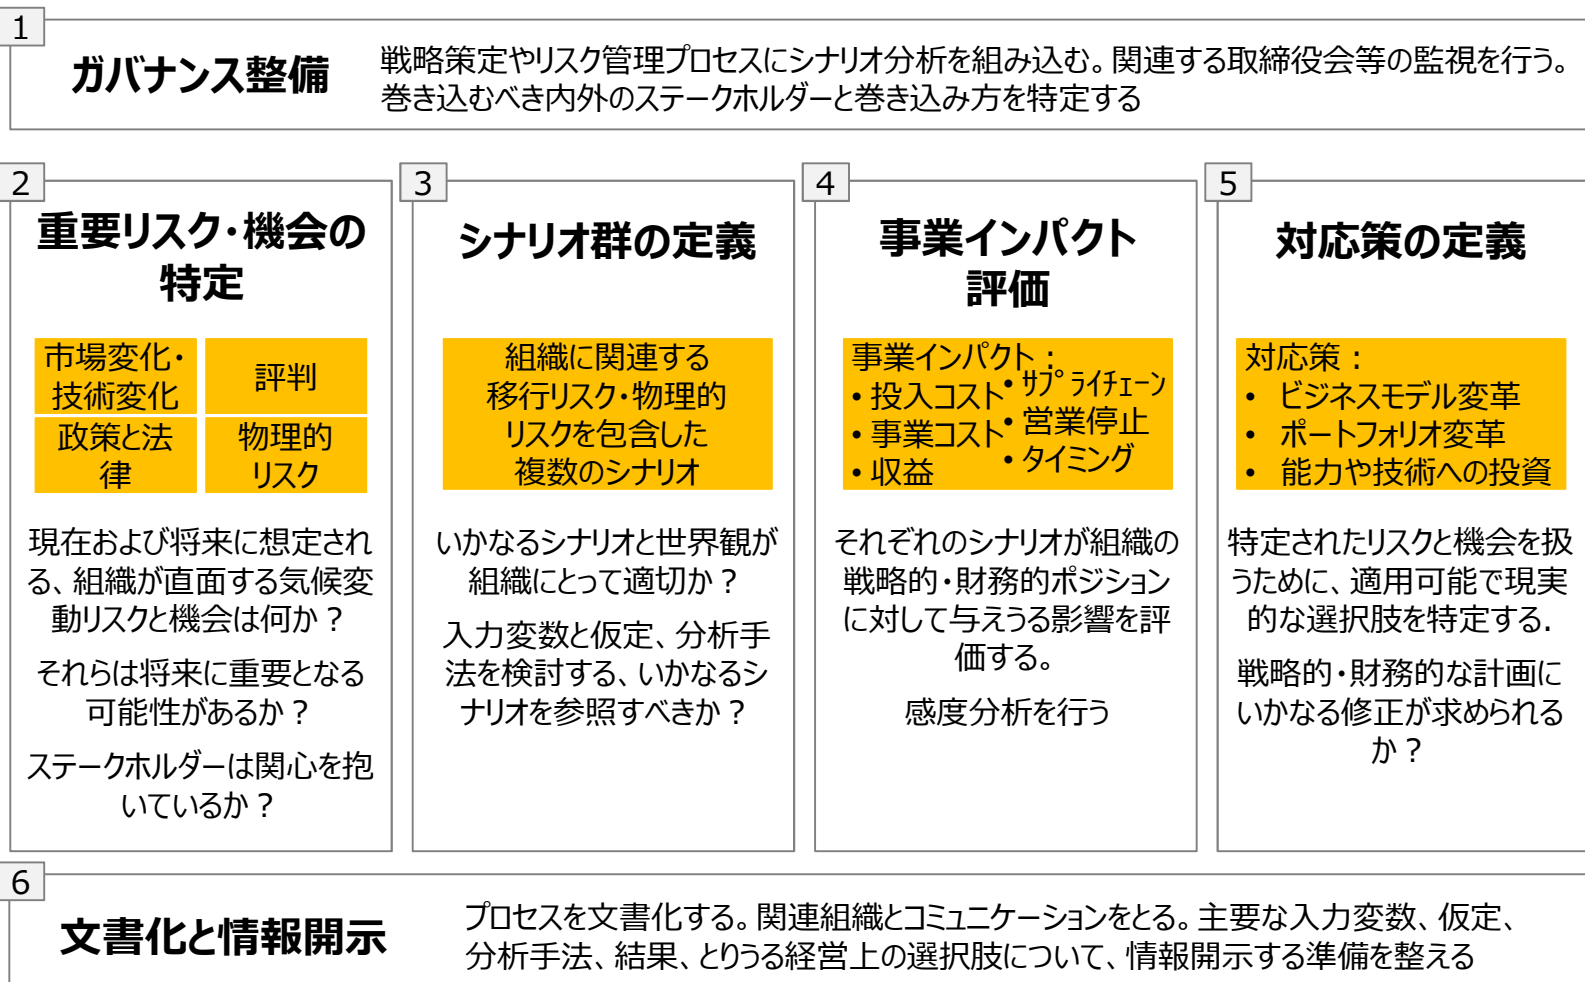 1
ガバナンス整備
戦略策定やリスク管理プロセスにシナリオ分析を組み込む。関連する取締役会等の監視を行う。
巻き込むべき内外のステークホルダーと巻き込み方を特定する
2
重要リスク・機会の
特定
市場変化・
技術変化
評判
政策と法
律
物理的
リスク
現在および将来に想定され
る、組織が直面する気候変
動リスクと機会は何か？
それらは将来に重要となる
可能性があるか？
ステークホルダーは関心を抱
いているか？
3
シナリオ群の定義
組織に関連する
移行リスク・物理的
リスクを包含した
複数のシナリオ
いかなるシナリオと世界観が
組織にとって適切か？
入力変数と仮定、分析手
法を検討する、いかなるシ
ナリオを参照すべきか？
4
事業インパクト
評価
事業インパクト：
• 投入コスト
• 事業コスト
• 収益
• ｻﾌﾟﾗｲﾁｪｰﾝ
• 営業停止
• タイミング
それぞれのシナリオが組織の
戦略的・財務的ポジション
に対して与えうる影響を評
価する。
感度分析を行う
5
対応策の定義
対応策：
• ビジネスモデル変革
• ポートフォリオ変革
• 能力や技術への投資
特定されたリスクと機会を扱
うために、適用可能で現実
的な選択肢を特定する.
戦略的・財務的な計画に
いかなる修正が求められる
か？
6
文書化と情報開示
プロセスを文書化する。関連組織とコミュニケーションをとる。主要な入力変数、仮定、
分析手法、結果、とりうる経営上の選択肢について、情報開示する準備を整える